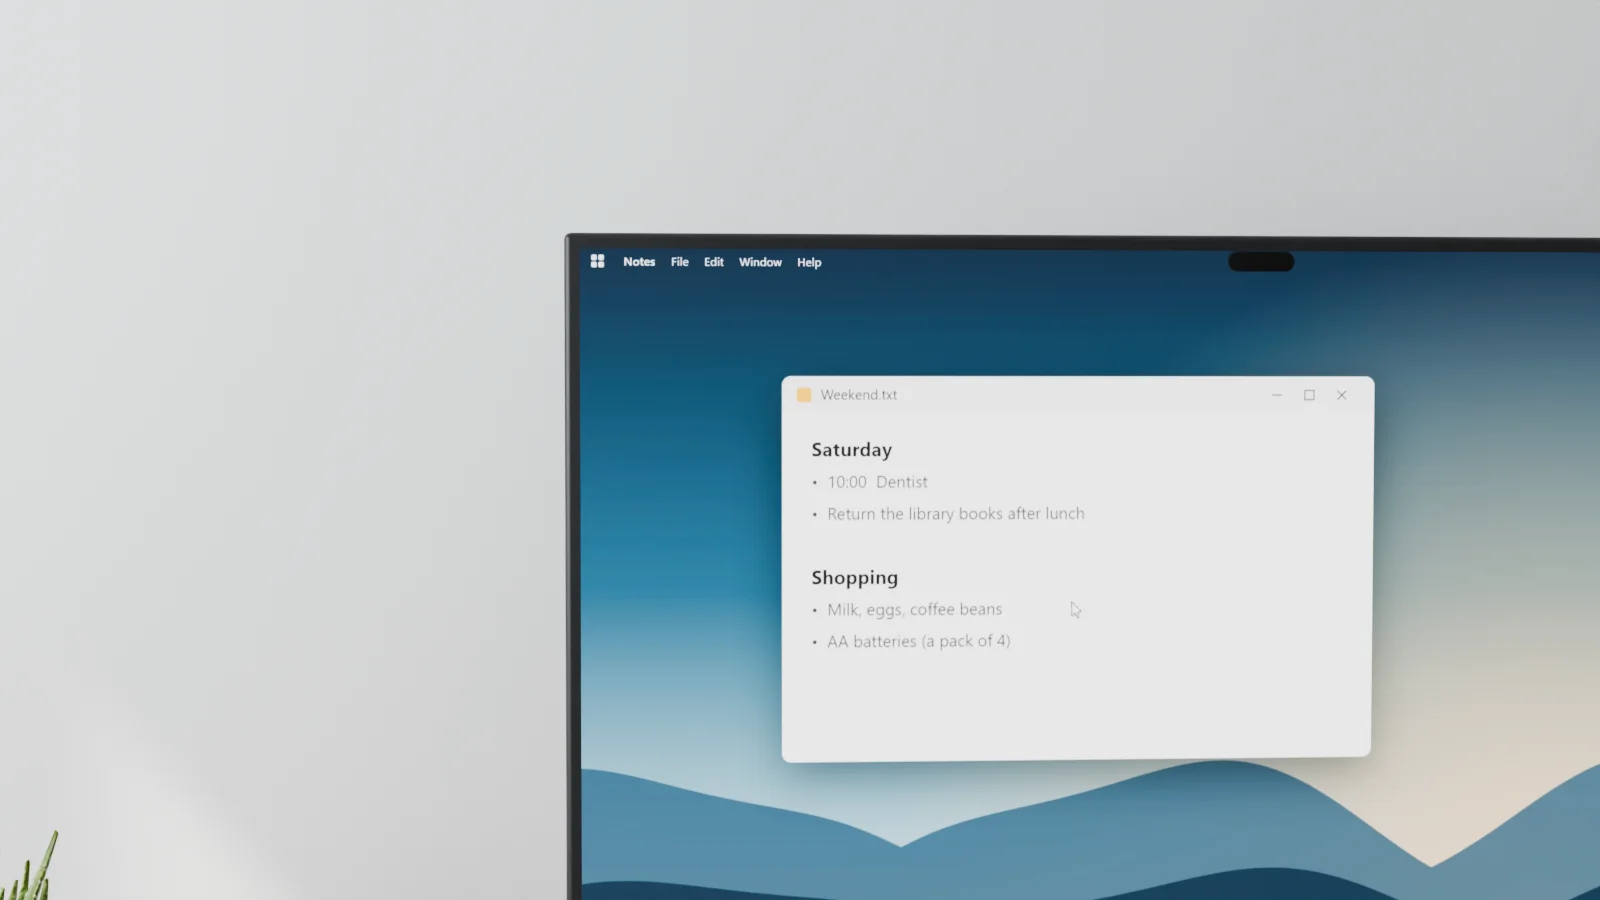 Notes File Edit Window Help
Weekend.txt
Saturday
• 10:00 Dentist
• Return the library books after lunch
Shopping
• Milk, eggs, coffee beans
• AA batteries (a pack of 4)